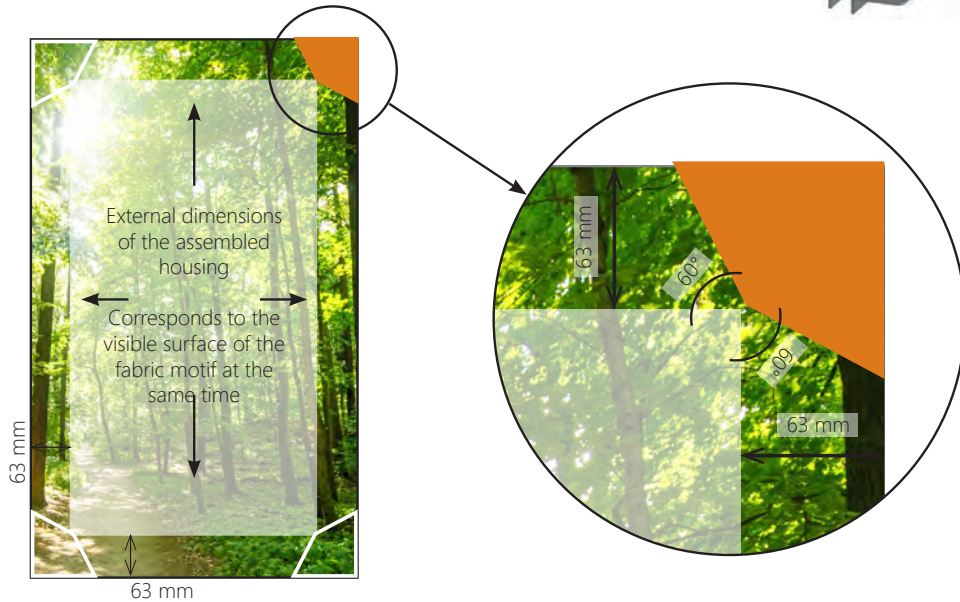 External dimensions
of the assembled
housing
Corresponds to the
visible surface of the
fabric motif at the
same time
63 mm
63 mm
63 mm
60°
60°
63 mm